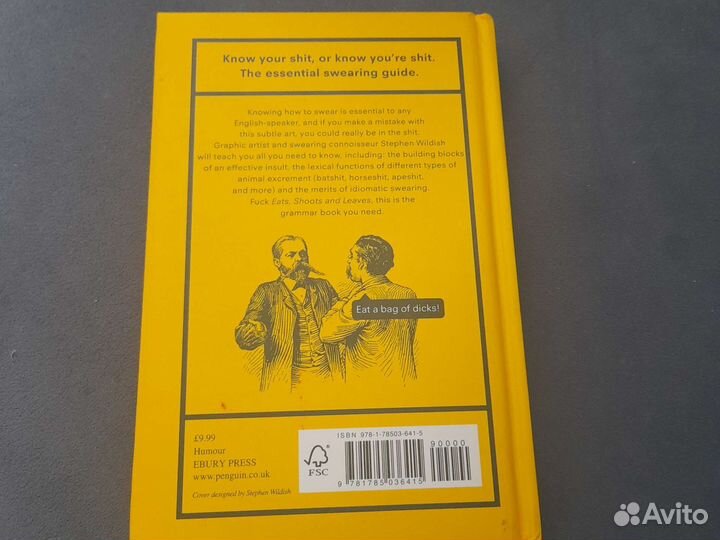 Know your shit, or know you're shit.
The essential swearing guide.
Knowing how to swear is essential to any
English-speaker, and if you make a mistake with
this subtle art, you could really be in the shit.
Graphic artist and swearing connoisseur Stephen Wildish
will teach you all you need to know, including: the building blocks
of an effective insult, the lexical functions of different types of
animal excrement (batshit, horseshit, apeshit,
and more) and the merits of idiomatic swearing.
Fuck Eats, Shoots and Leaves, this is the
grammar book you need.
Eat a bag of dicks!
£9.99
Humour
EBURY PRESS
www.penguin.co.uk
Cover designed by Stephen Wildish
FSC
ISBN 978-1-78503-641-5
90000
9 781785 036415
Avito